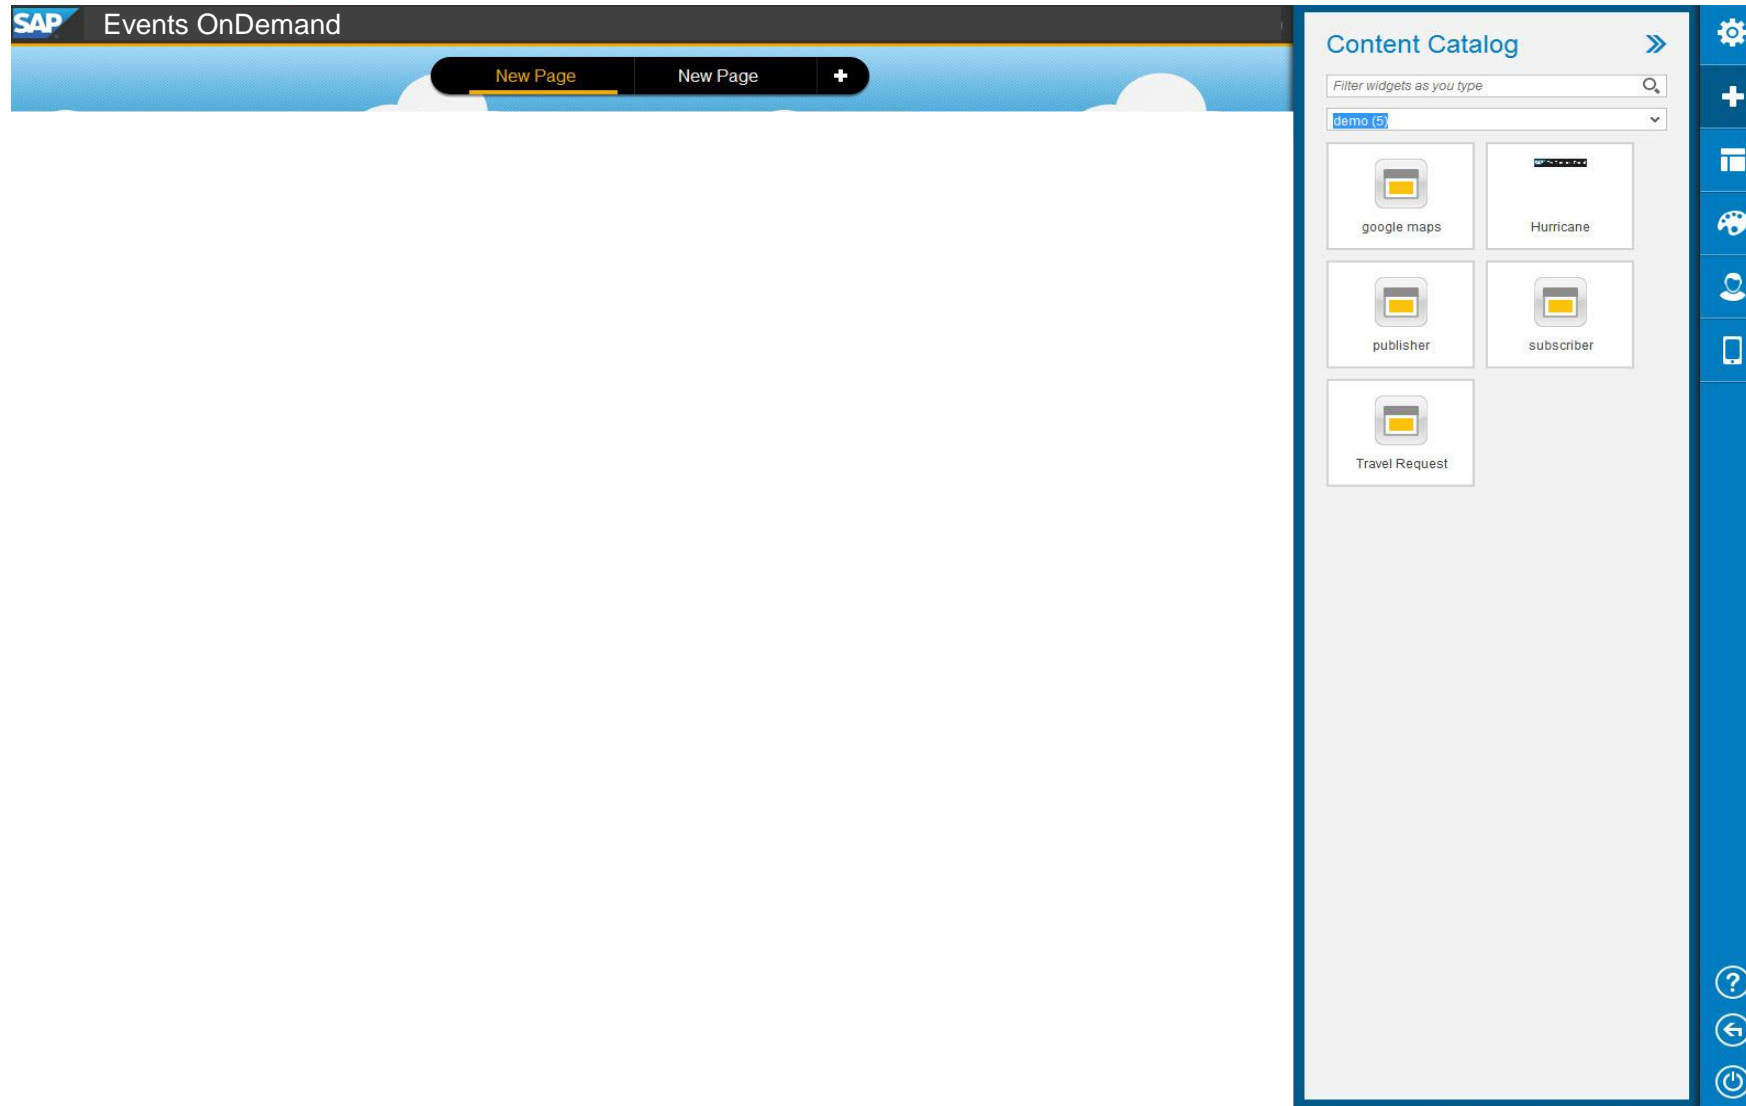 SAP Events OnDemand
New Page New Page
Content Catalog
Filter widgets as you type
demo (5)
google maps Hurricane
publisher subscriber
Travel Request